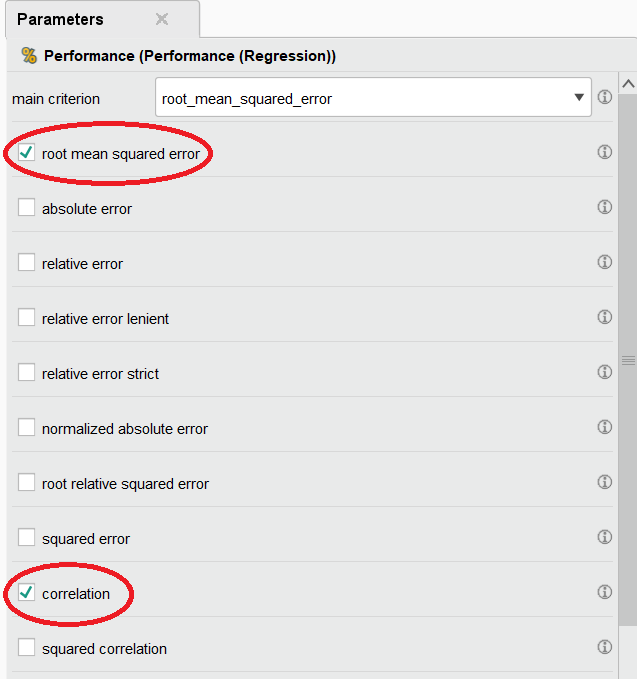 Parameters
Performance (Performance (Regression))
main criterion root_mean_squared_error
root mean squared error
absolute error
relative error
relative error lenient
relative error strict
normalized absolute error
root relative squared error
squared error
correlation
squared correlation